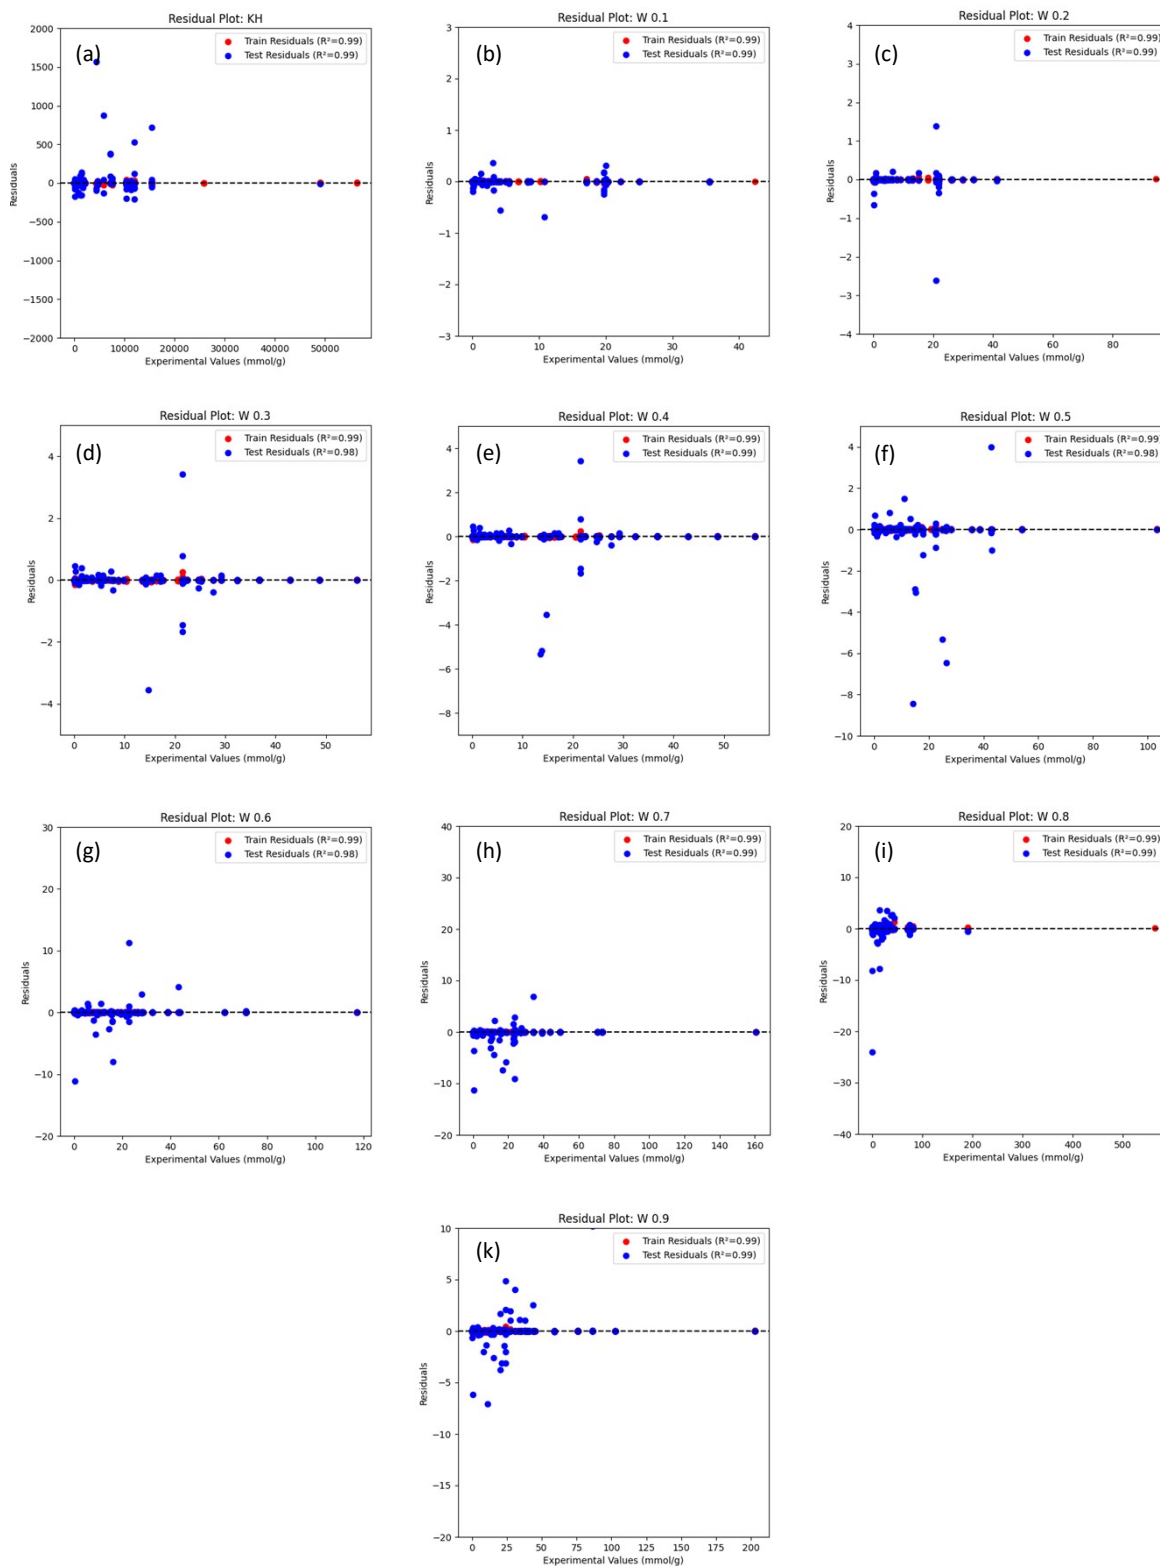 Residual Plot: KH
(a)
Train Residuals (R²=0.99)
Test Residuals (R²=0.99)
2000
1500
1000
500
0
−500
−1000
−1500
−2000
Residuals
0 10000 20000 30000 40000 50000
Experimental Values (mmol/g)
Residual Plot: W 0.1
(b)
Train Residuals (R²=0.99)
Test Residuals (R²=0.99)
3
2
1
0
−1
−2
−3
Residuals
0 10 20 30 40
Experimental Values (mmol/g)
Residual Plot: W 0.2
(c)
Train Residuals (R²=0.99)
Test Residuals (R²=0.99)
4
3
2
1
0
−1
−2
−3
−4
Residuals
0 20 40 60 80
Experimental Values (mmol/g)
Residual Plot: W 0.3
(d)
Train Residuals (R²=0.99)
Test Residuals (R²=0.98)
4
2
0
−2
−4
Residuals
0 10 20 30 40 50
Experimental Values (mmol/g)
Residual Plot: W 0.4
(e)
Train Residuals (R²=0.99)
Test Residuals (R²=0.99)
4
2
0
−2
−4
−6
−8
Residuals
0 10 20 30 40 50
Experimental Values (mmol/g)
Residual Plot: W 0.5
(f)
Train Residuals (R²=0.99)
Test Residuals (R²=0.98)
4
2
0
−2
−4
−6
−8
−10
Residuals
0 20 40 60 80 100
Experimental Values (mmol/g)
Residual Plot: W 0.6
(g)
Train Residuals (R²=0.99)
Test Residuals (R²=0.98)
30
20
10
0
−10
−20
Residuals
0 20 40 60 80 100 120
Experimental Values (mmol/g)
Residual Plot: W 0.7
(h)
Train Residuals (R²=0.99)
Test Residuals (R²=0.99)
40
30
20
10
0
−10
−20
Residuals
0 20 40 60 80 100 120 140 160
Experimental Values (mmol/g)
Residual Plot: W 0.8
(i)
Train Residuals (R²=0.99)
Test Residuals (R²=0.99)
20
10
0
−10
−20
−30
−40
Residuals
0 100 200 300 400 500
Experimental Values (mmol/g)
Residual Plot: W 0.9
(k)
Train Residuals (R²=0.99)
Test Residuals (R²=0.99)
10
5
0
−5
−10
−15
−20
Residuals
0 25 50 75 100 125 150 175 200
Experimental Values (mmol/g)